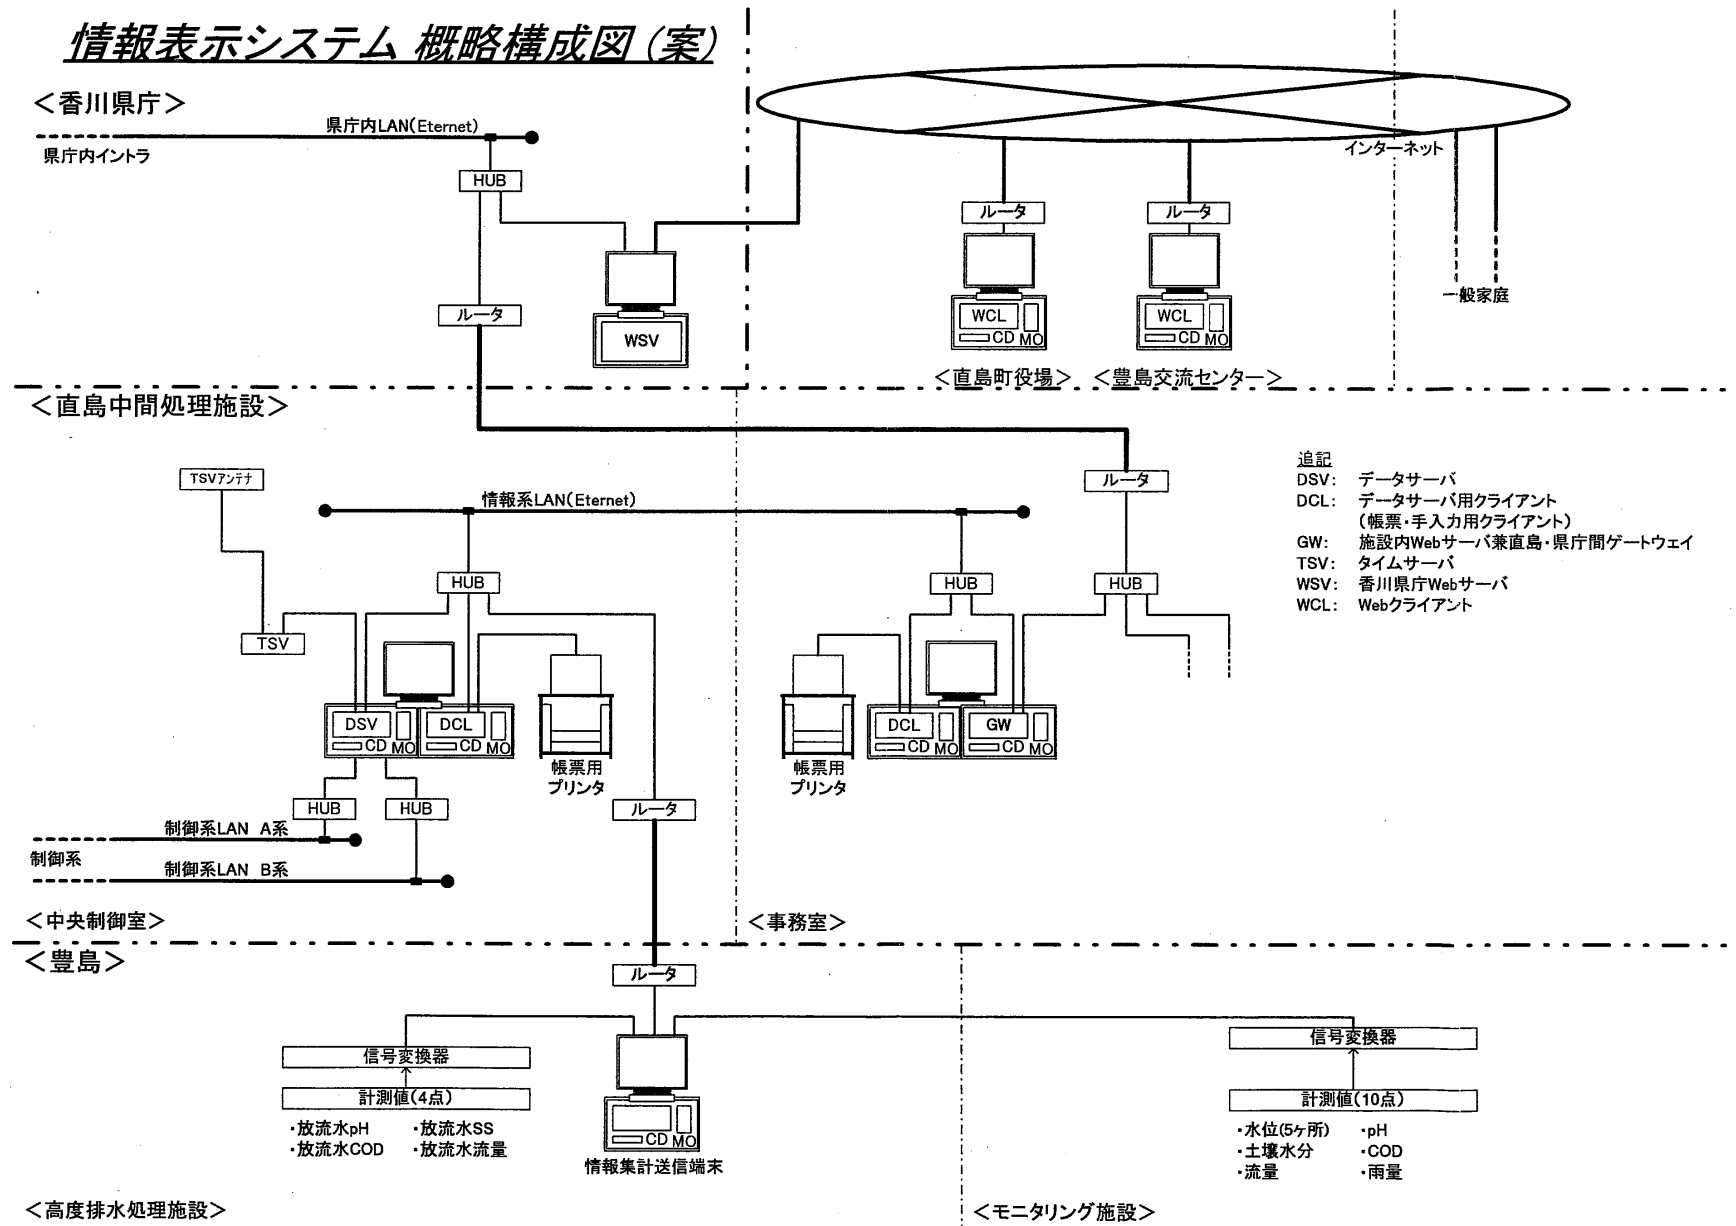 情報表示システム 概略構成図（案）
＜香川県庁＞
県庁内LAN（Eternet）
県庁内イントラ
HUB
ルータ
WSV
インターネット
ルータ
ルータ
WCL
CD MO
WCL
CD MO
一般家庭
＜直島町役場＞
＜豊島交流センター＞
＜直島中間処理施設＞
TSVアンテナ
情報系LAN（Eternet）
ルータ
追記
DSV： データサーバ
DCL： データサーバ用クライアント
（帳票・手入力用クライアント）
GW： 施設内Webサーバ兼直島・県庁間ゲートウェイ
TSV： タイムサーバ
WSV： 香川県庁Webサーバ
WCL： Webクライアント
HUB
HUB
HUB
TSV
DSV
CD MO
DCL
CD MO
DCL
CD MO
GW
CD MO
帳票用
プリンタ
帳票用
プリンタ
HUB
HUB
ルータ
制御系LAN A系
制御系
制御系LAN B系
＜中央制御室＞
＜事務室＞
＜豊島＞
ルータ
信号変換器
計測値（4点）
・放流水pH ・放流水SS
・放流水COD ・放流水流量
CD MO
情報集計送信端末
信号変換器
計測値（10点）
・水位(5ヶ所) ・pH
・土壌水分 ・COD
・流量 ・雨量
＜高度排水処理施設＞
＜モニタリング施設＞